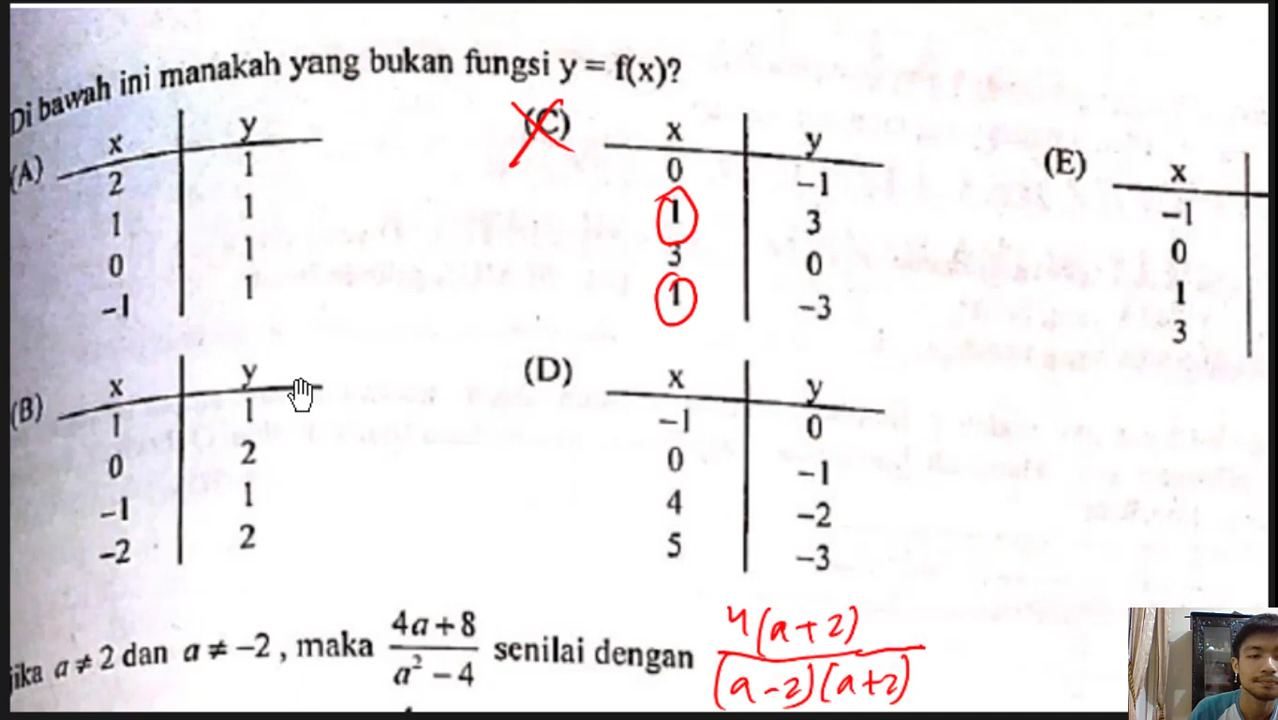 Di bawah ini manakah yang bukan fungsi y = f(x)?
(A) x y
2 1
1 1
0 1
–1 1
(B) x y
1 1
0 2
–1 1
–2 2
(C) x y
0 –1
1 3
3 0
1 –3
(D) x y
–1 0
0 –1
4 –2
5 –3
(E) x
–1
0
1
3
jika a ≠ 2 dan a ≠ –2 , maka (4a + 8)/(a² – 4) senilai dengan 4(a+2)/(a-2)(a+2)